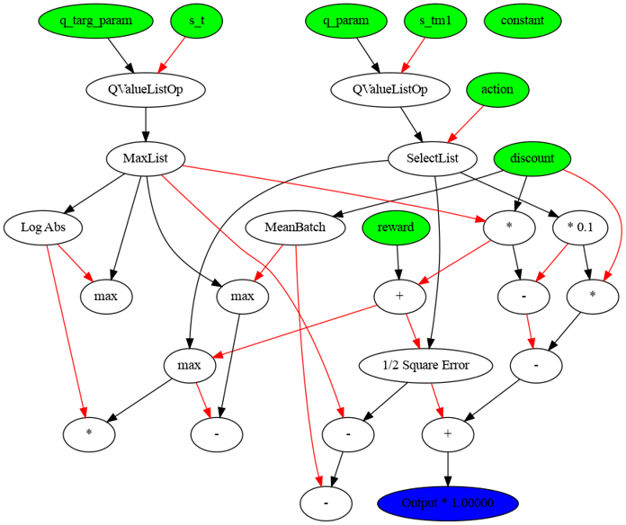 q_targ_param
s_t
q_param
s_tm1
constant
QValueListOp
QValueListOp
action
MaxList
SelectList
discount
Log Abs
MeanBatch
reward
*
* 0.1
max
max
+
-
*
max
1/2 Square Error
-
*
-
-
+
-
Output * 1.00000